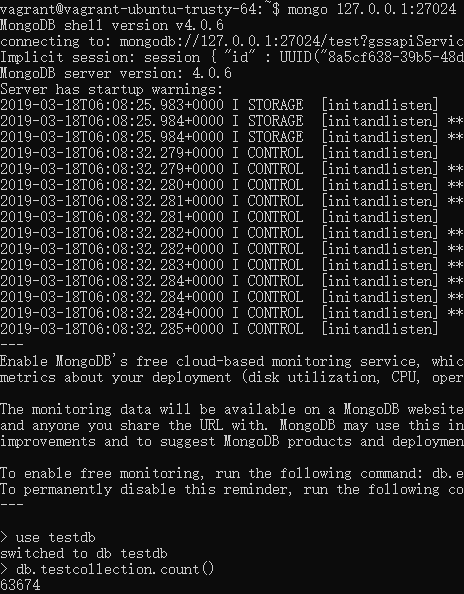 vagrant@vagrant-ubuntu-trusty-64:~$ mongo 127.0.0.1:27024
MongoDB shell version v4.0.6
connecting to: mongodb://127.0.0.1:27024/test?gssapiServic
Implicit session: session { "id" : UUID("8a5cf638-39b5-48d
MongoDB server version: 4.0.6
Server has startup warnings:
2019-03-18T06:08:25.983+0000 I STORAGE  [initandlisten]
2019-03-18T06:08:25.984+0000 I STORAGE  [initandlisten] **
2019-03-18T06:08:25.984+0000 I STORAGE  [initandlisten] **
2019-03-18T06:08:32.279+0000 I CONTROL  [initandlisten]
2019-03-18T06:08:32.279+0000 I CONTROL  [initandlisten] **
2019-03-18T06:08:32.280+0000 I CONTROL  [initandlisten] **
2019-03-18T06:08:32.281+0000 I CONTROL  [initandlisten] **
2019-03-18T06:08:32.281+0000 I CONTROL  [initandlisten]
2019-03-18T06:08:32.282+0000 I CONTROL  [initandlisten] **
2019-03-18T06:08:32.282+0000 I CONTROL  [initandlisten] **
2019-03-18T06:08:32.283+0000 I CONTROL  [initandlisten] **
2019-03-18T06:08:32.284+0000 I CONTROL  [initandlisten] **
2019-03-18T06:08:32.284+0000 I CONTROL  [initandlisten] **
2019-03-18T06:08:32.285+0000 I CONTROL  [initandlisten]
---
Enable MongoDB's free cloud-based monitoring service, whic
metrics about your deployment (disk utilization, CPU, oper

The monitoring data will be available on a MongoDB website
and anyone you share the URL with. MongoDB may use this in
improvements and to suggest MongoDB products and deploymen

To enable free monitoring, run the following command: db.e
To permanently disable this reminder, run the following co
---

> use testdb
switched to db testdb
> db.testcollection.count()
63674